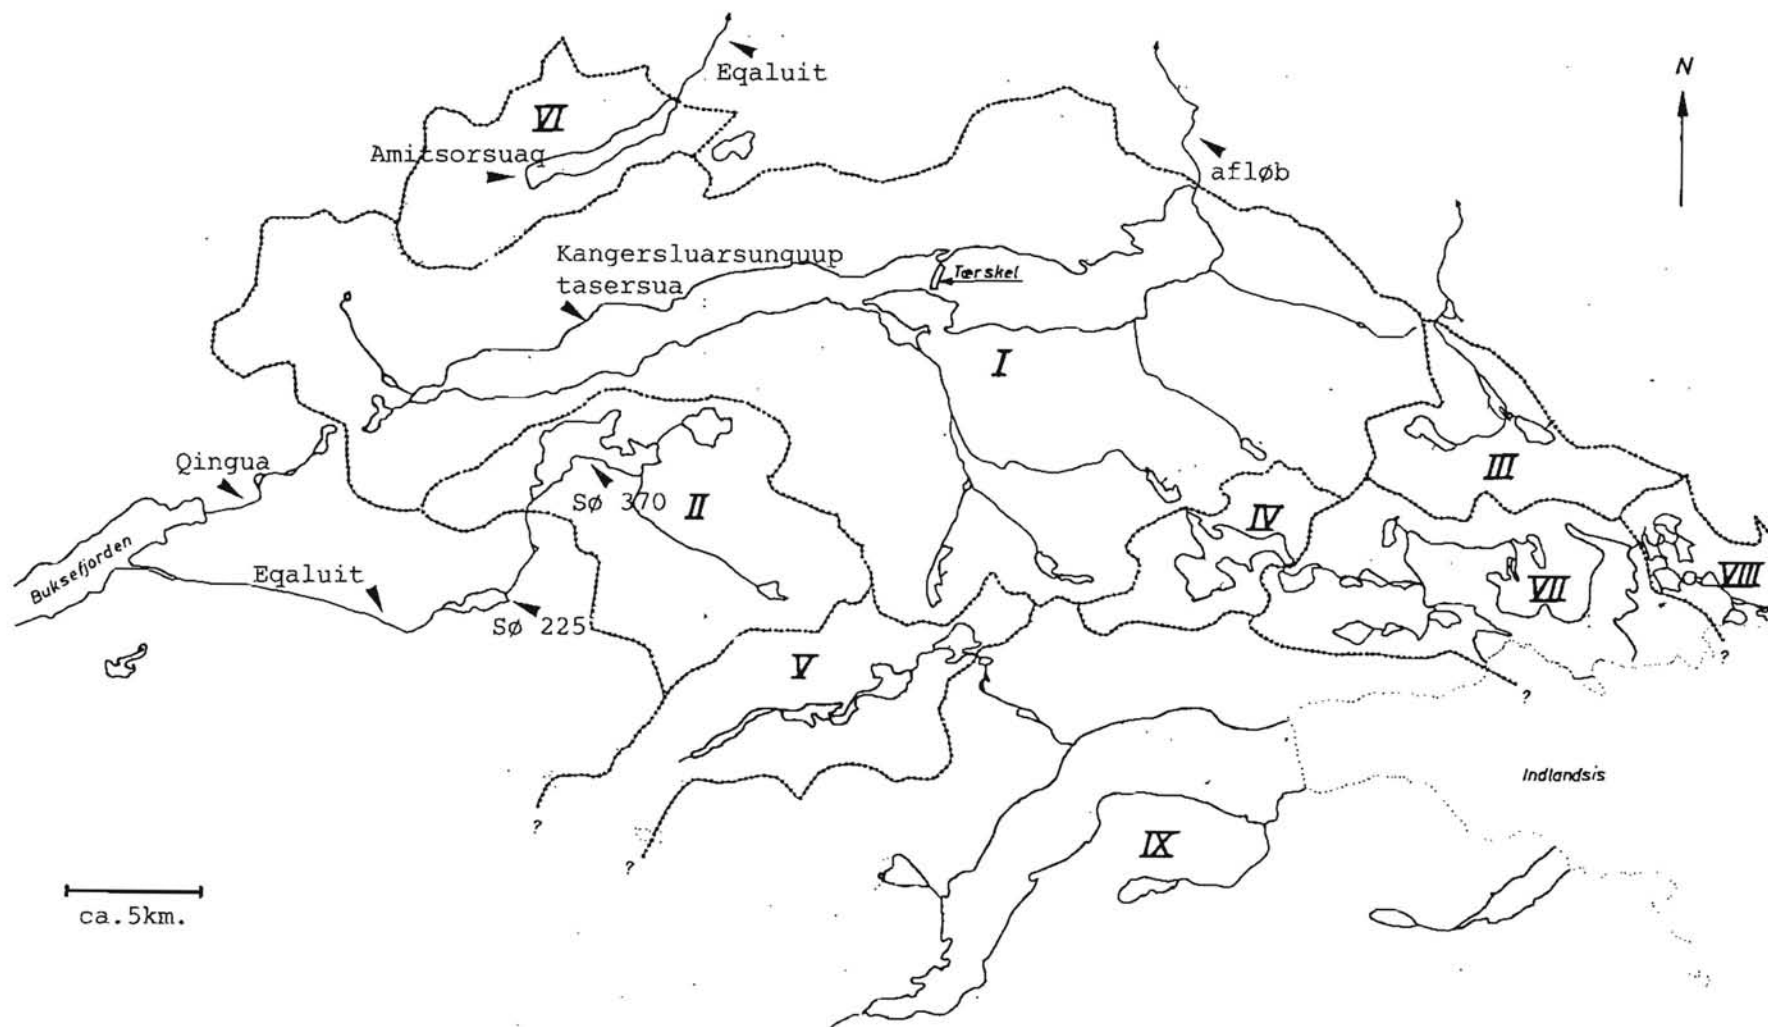 Eqaluit
N
VI
Amitsorsuaq
afløb
Kangersluarsunguup
tasersua
Tærskel
I
Qingua
III
Sø 370
II
IV
Buksefjorden
Eqaluit
VII
VIII
Sø 225
V
?
?
Indlandsis
?
?
IX
ca.5km.